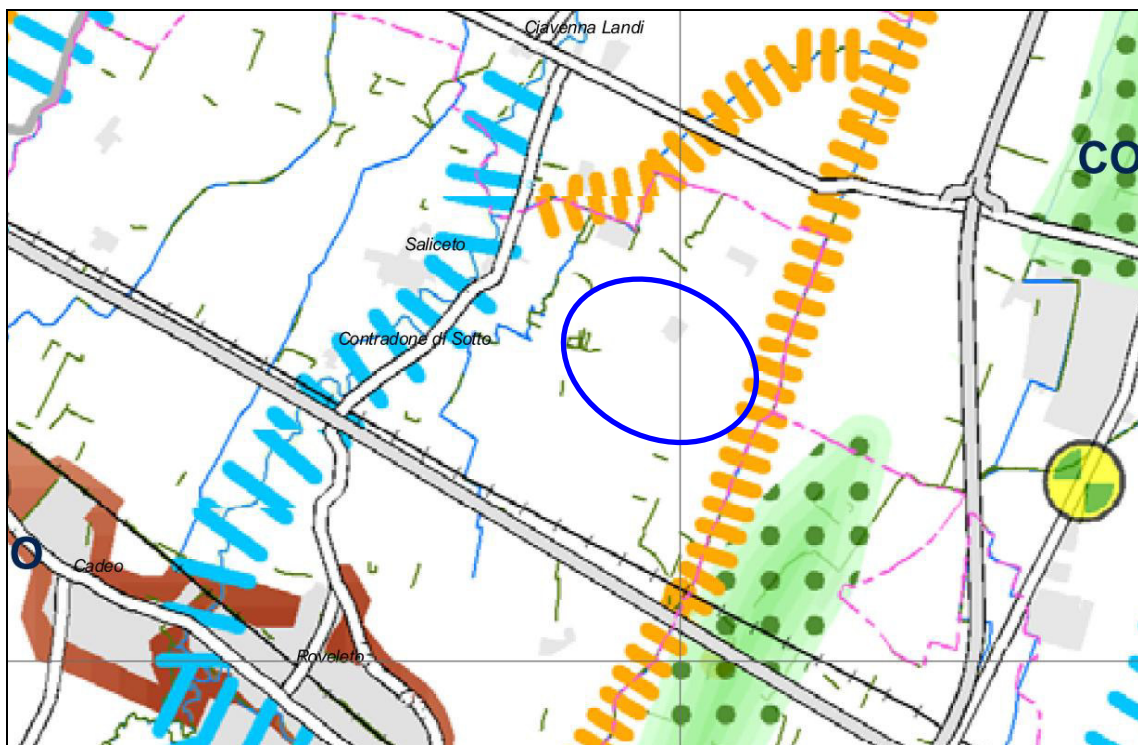 Ciavenna Landi
CO
Saliceto
Contradone di Sotto
O
Cadeo
Roveleto